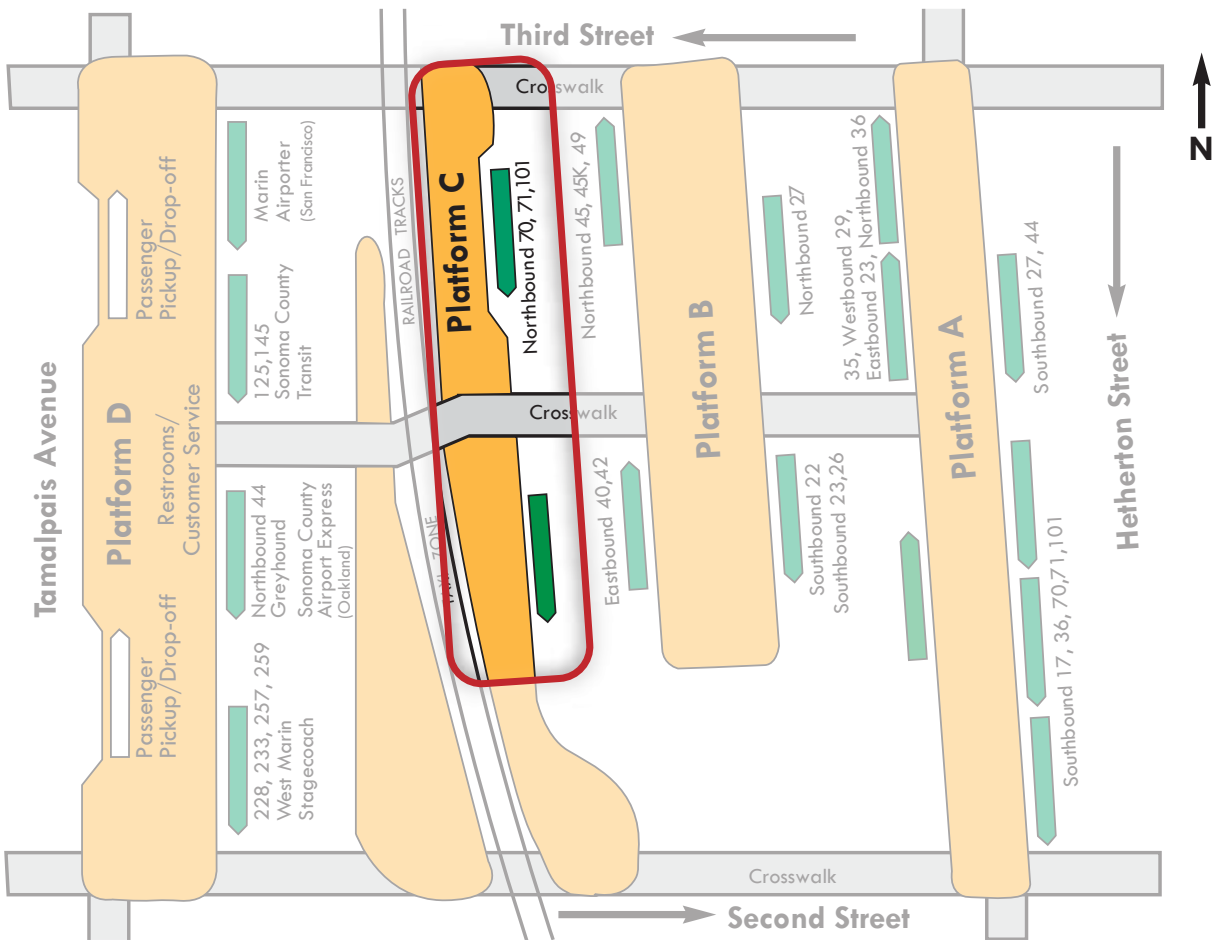 Third Street
Crosswalk
N
Marin
Airporter
(San Francisco)
Passenger
Pickup/Drop-off
RAILROAD TRACKS
Platform C
Northbound 70, 71,101
Northbound 45, 45K, 49
Northbound 27
35, Westbound 29,
Eastbound 23, Northbound 36
Southbound 27, 44
125,145
Sonoma County
Transit
Tamalpais Avenue
Platform D
Restrooms/
Customer Service
Crosswalk
Platform B
Platform A
Hetherton Street
Northbound 44
Greyhound
Sonoma County
Airport Express
(Oakland)
TAXI ZONE
Eastbound 40,42
Southbound 22
Southbound 23,26
Southbound 17, 36, 70,71,101
Passenger
Pickup/Drop-off
228, 233, 257, 259
West Marin
Stagecoach
Crosswalk
Second Street